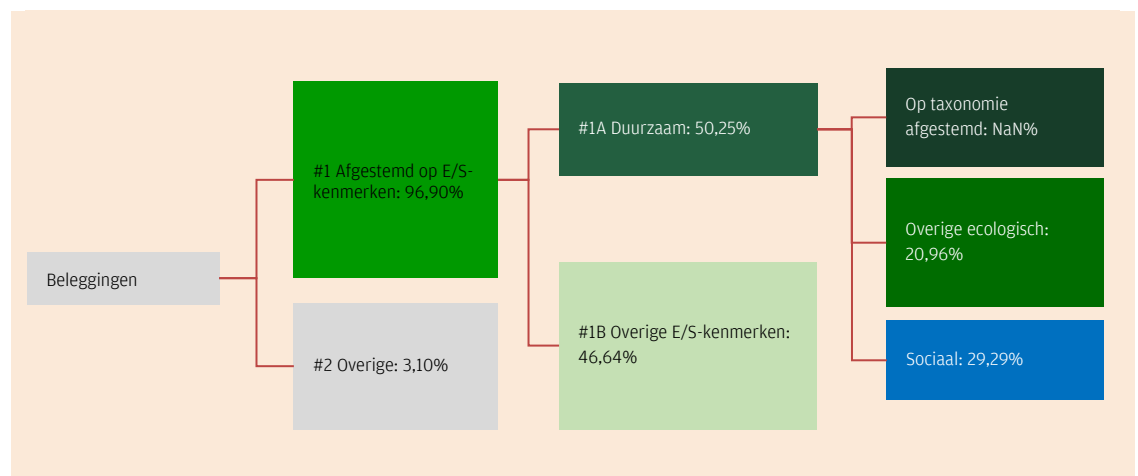 Beleggingen
#1 Afgestemd op E/S-
kenmerken: 96,90%
#2 Overige: 3,10%
#1A Duurzaam: 50,25%
#1B Overige E/S-kenmerken:
46,64%
Op taxonomie
afgestemd: NaN%
Overige ecologisch:
20,96%
Sociaal: 29,29%